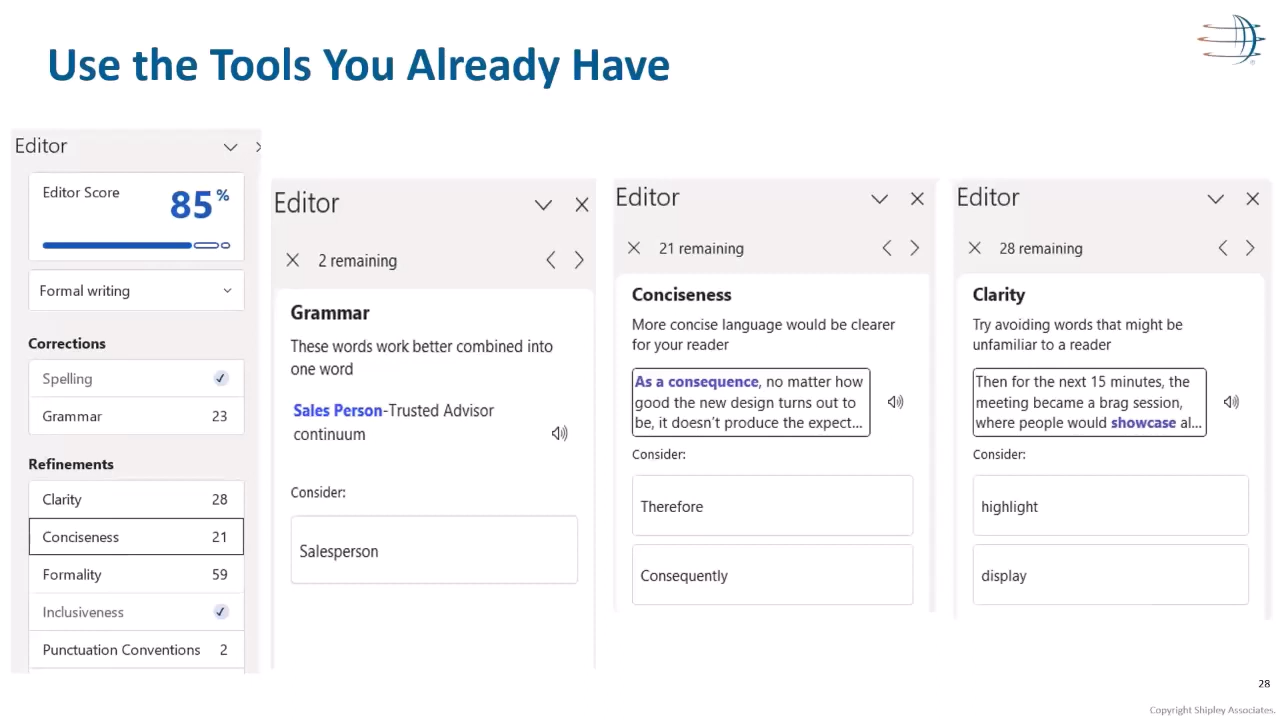 Use the Tools You Already Have
Editor
Editor Score
85%
Formal writing
Corrections
Spelling
Grammar 23
Refinements
Clarity 28
Conciseness 21
Formality 59
Inclusiveness
Punctuation Conventions 2
Editor
2 remaining
Grammar
These words work better combined into
one word
Sales Person-Trusted Advisor
continuum
Consider:
Salesperson
Editor
21 remaining
Conciseness
More concise language would be clearer
for your reader
As a consequence, no matter how
good the new design turns out to
be, it doesn't produce the expect...
Consider:
Therefore
Consequently
Editor
28 remaining
Clarity
Try avoiding words that might be
unfamiliar to a reader
Then for the next 15 minutes, the
meeting became a brag session,
where people would showcase al...
Consider:
highlight
display
28
Copyright Shipley Associates.